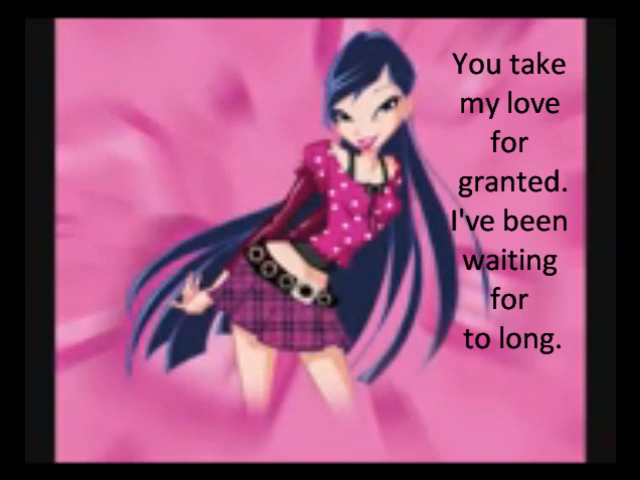 You take
my love
for
granted.
I've been
waiting
for
to long.